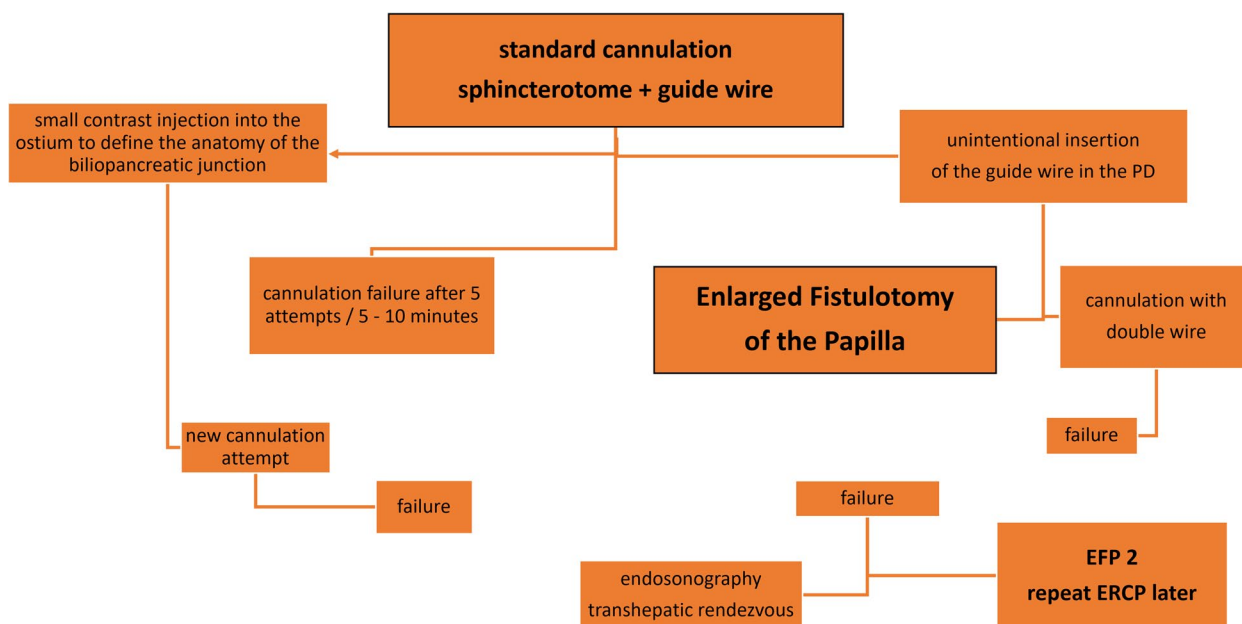 standard cannulation
sphincterotome + guide wire
small contrast injection into the
ostium to define the anatomy of the
biliopancreatic junction
unintentional insertion
of the guide wire in the PD
cannulation failure after 5
attempts / 5 - 10 minutes
Enlarged Fistulotomy
of the Papilla
cannulation with
double wire
new cannulation
attempt
failure
failure
failure
endosonography
transhepatic rendezvous
EFP 2
repeat ERCP later